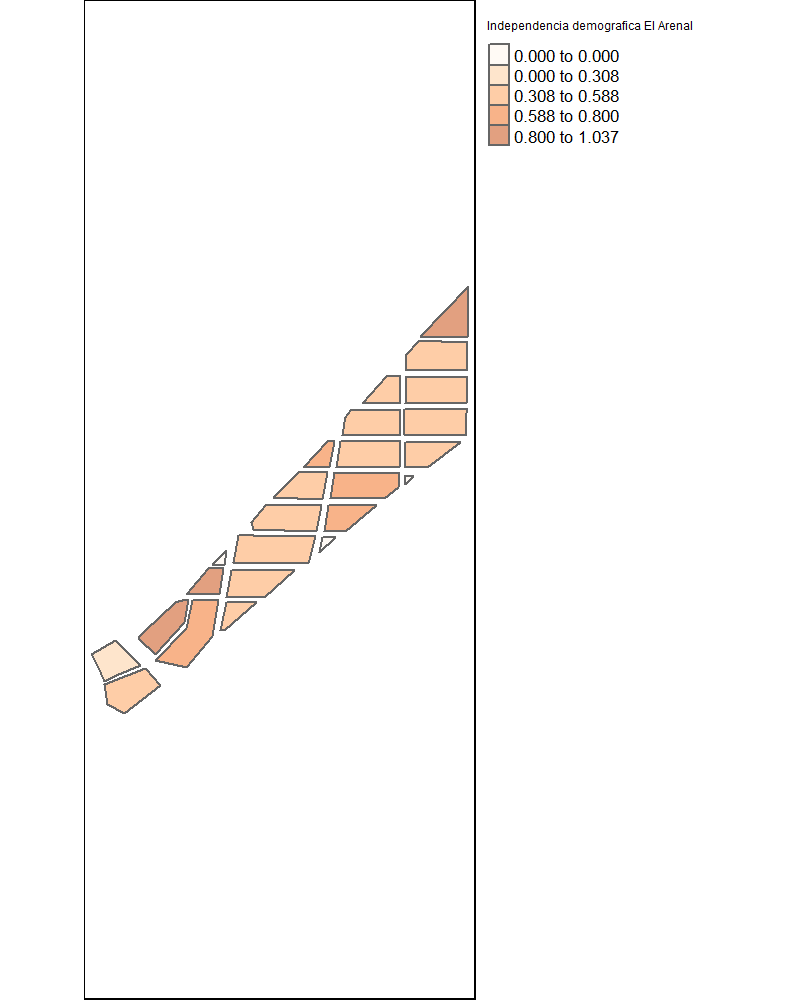 Independencia demografica El Arenal
0.000 to 0.000
0.000 to 0.308
0.308 to 0.588
0.588 to 0.800
0.800 to 1.037